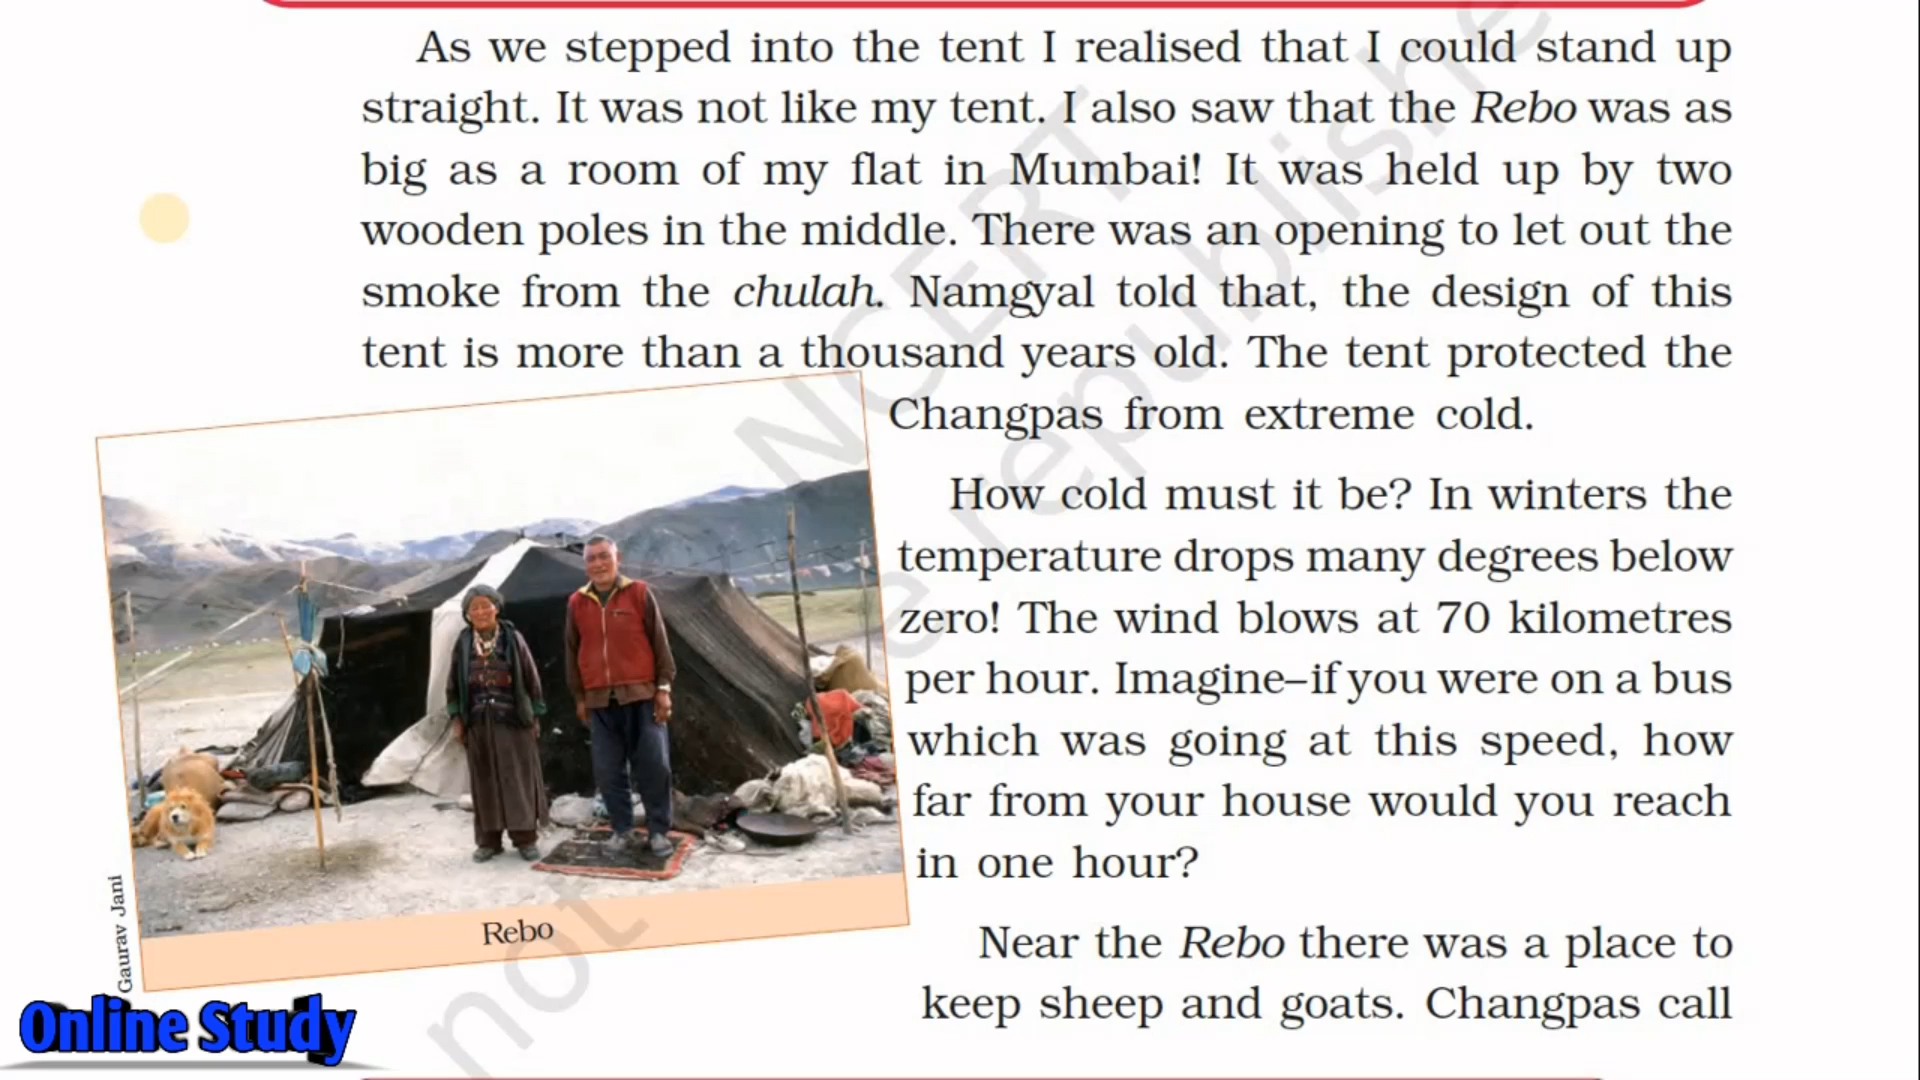 As we stepped into the tent I realised that I could stand up
straight. It was not like my tent. I also saw that the Rebo was as
big as a room of my flat in Mumbai! It was held up by two
wooden poles in the middle. There was an opening to let out the
smoke from the chulah. Namgyal told that, the design of this
tent is more than a thousand years old. The tent protected the
Changpas from extreme cold.
How cold must it be? In winters the
temperature drops many degrees below
zero! The wind blows at 70 kilometres
per hour. Imagine–if you were on a bus
which was going at this speed, how
far from your house would you reach
in one hour?
Near the Rebo there was a place to
keep sheep and goats. Changpas call
Rebo
Gaurav Jani
Online Study
NCERT
not
republishe